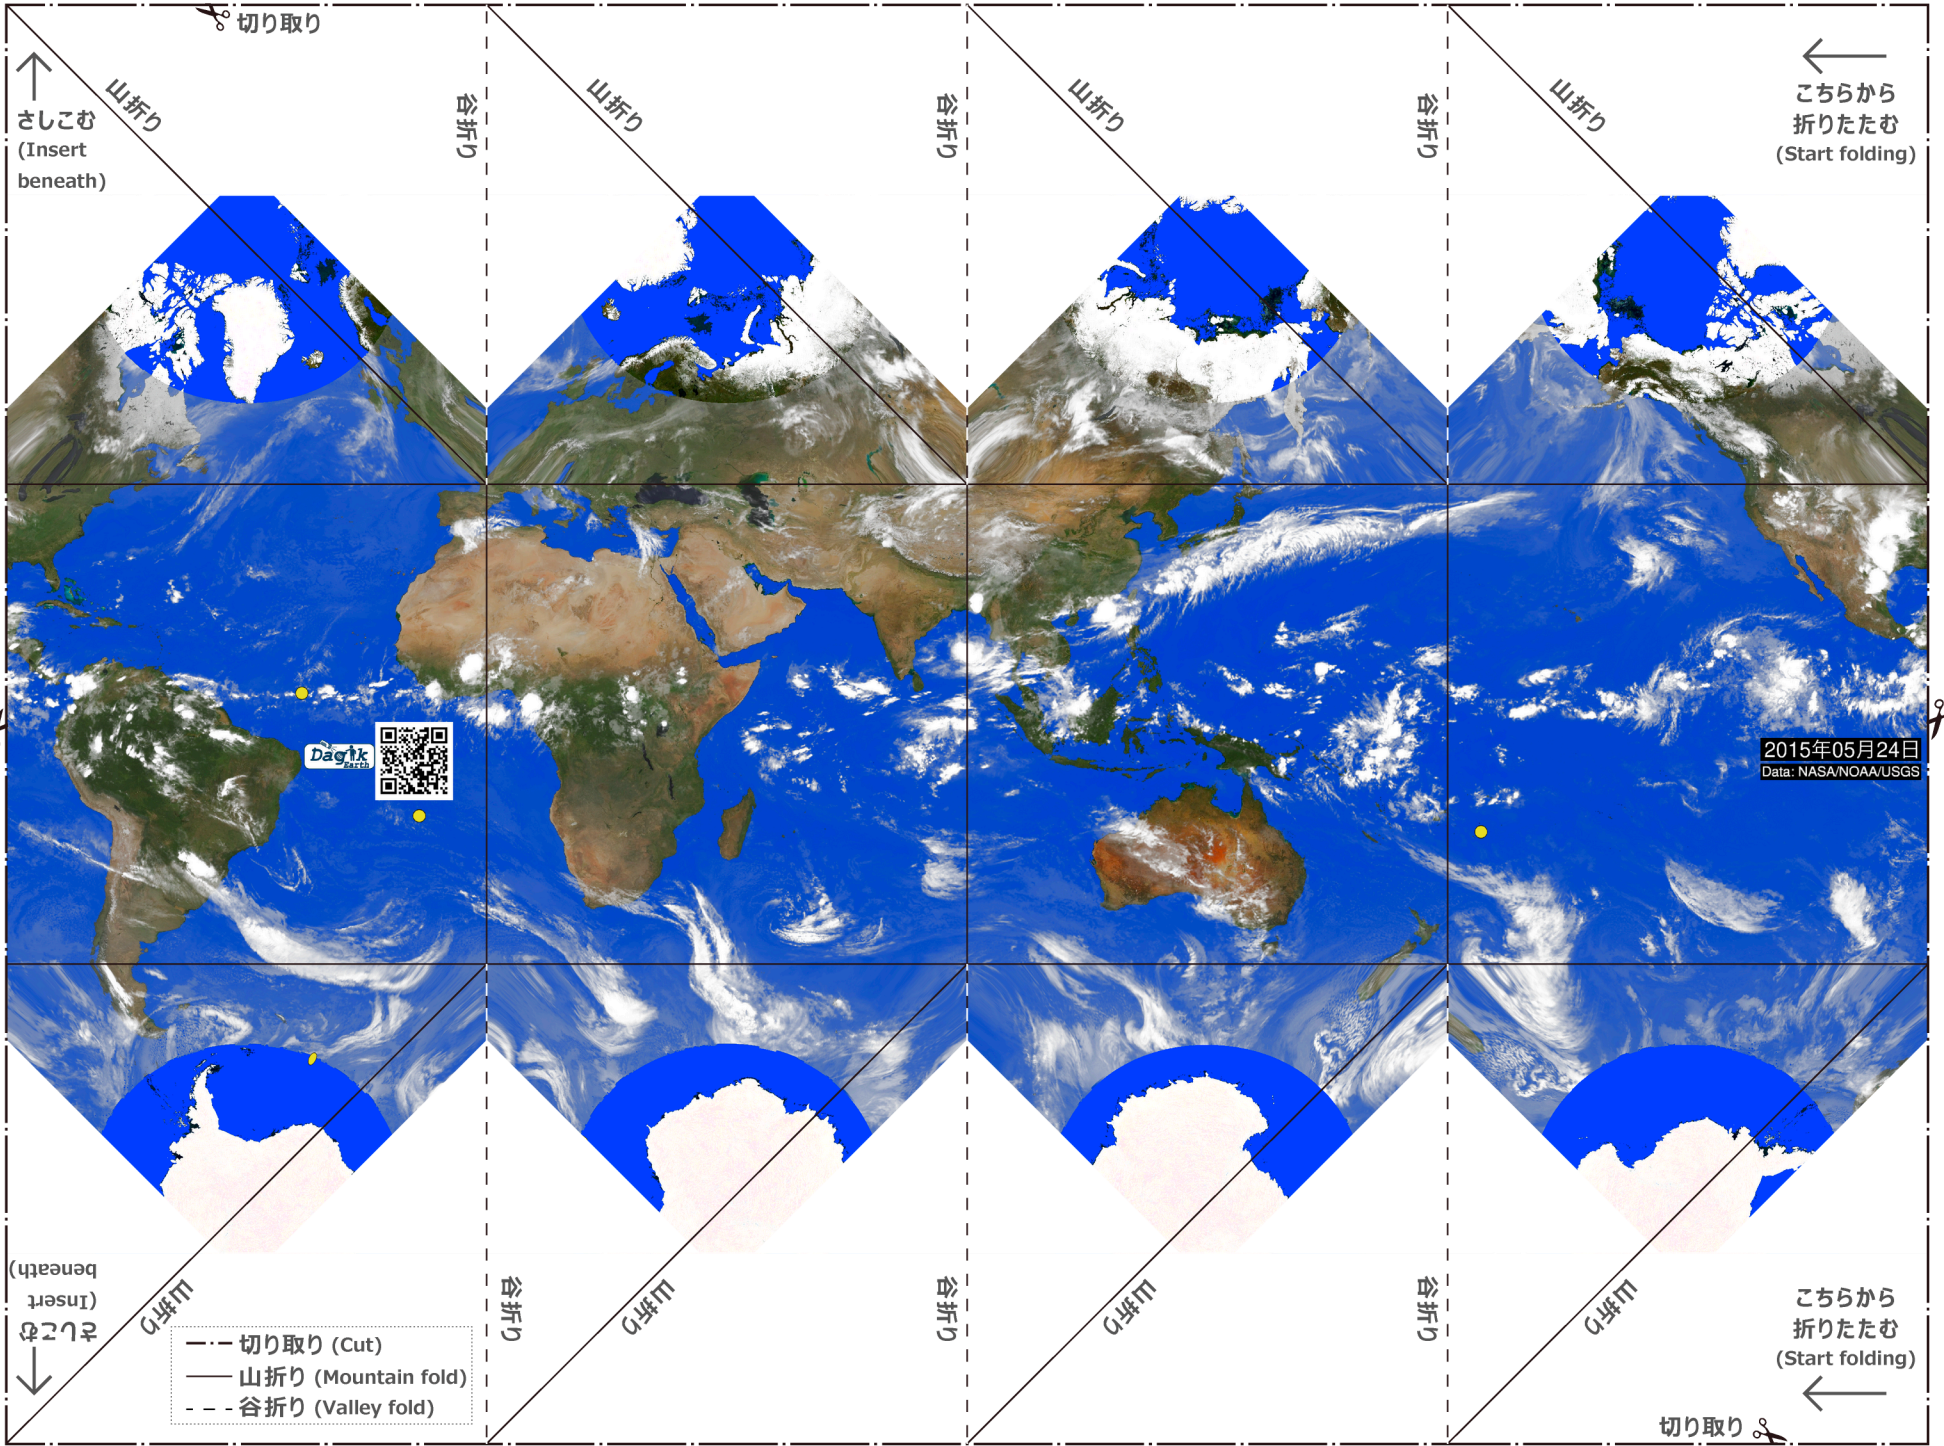 切り取り
山折り
谷折り
山折り
谷折り
山折り
谷折り
山折り
さしこむ
(Insert
beneath)
こちらから
折りたたむ
(Start folding)
Dagik
Earth
2015年05月24日
Data: NASA/NOAA/USGS
さしこむ
(Insert
beneath)
山折り
谷折り
山折り
谷折り
山折り
谷折り
山折り
こちらから
折りたたむ
(Start folding)
切り取り (Cut)
山折り (Mountain fold)
谷折り (Valley fold)
切り取り